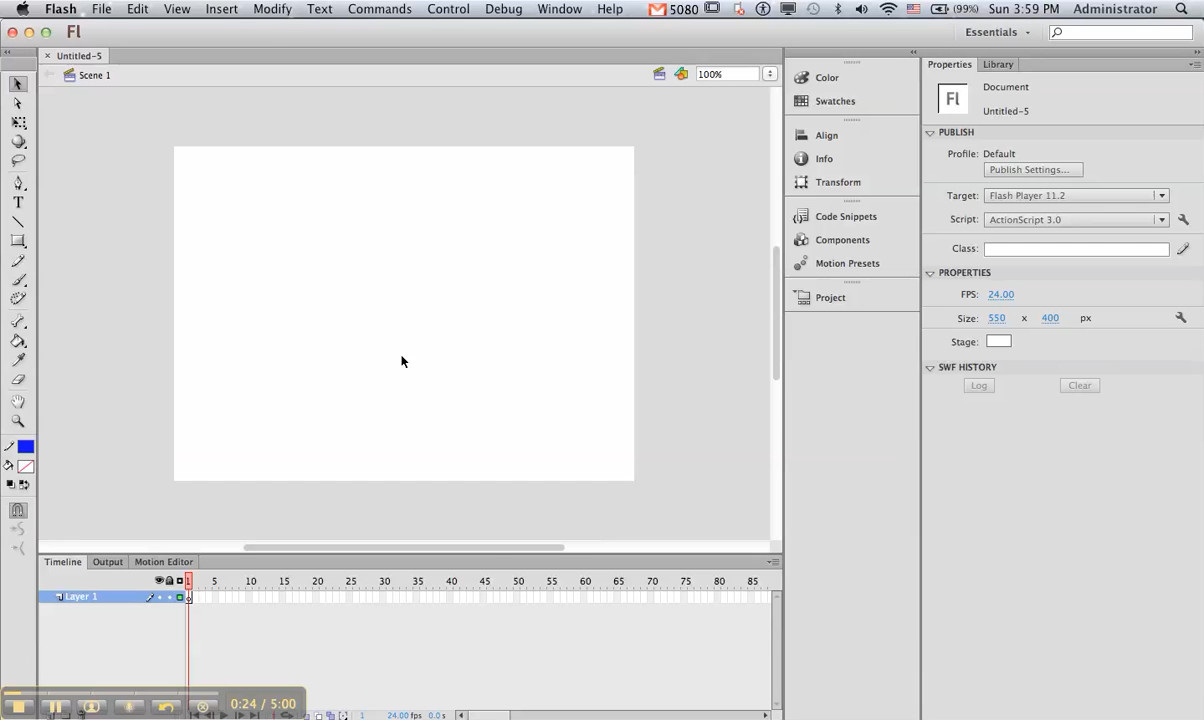 Flash File Edit View Insert Modify Text Commands Control Debug Window Help 5080 (99%) Sun 3:59 PM Administrator
Fl Essentials
Untitled-5
Scene 1 100%
Color
Swatches
Align
Info
Transform
Code Snippets
Components
Motion Presets
Project
Properties Library
Fl Document
Untitled-5
PUBLISH
Profile: Default
Publish Settings...
Target: Flash Player 11.2
Script: ActionScript 3.0
Class:
PROPERTIES
FPS: 24.00
Size: 550 x 400 px
Stage:
SWF HISTORY
Log Clear
T
Timeline Output Motion Editor
1 5 10 15 20 25 30 35 40 45 50 55 60 65 70 75 80 85
Layer 1
0:24 / 5:00
1 24.00 fps 0.0 s